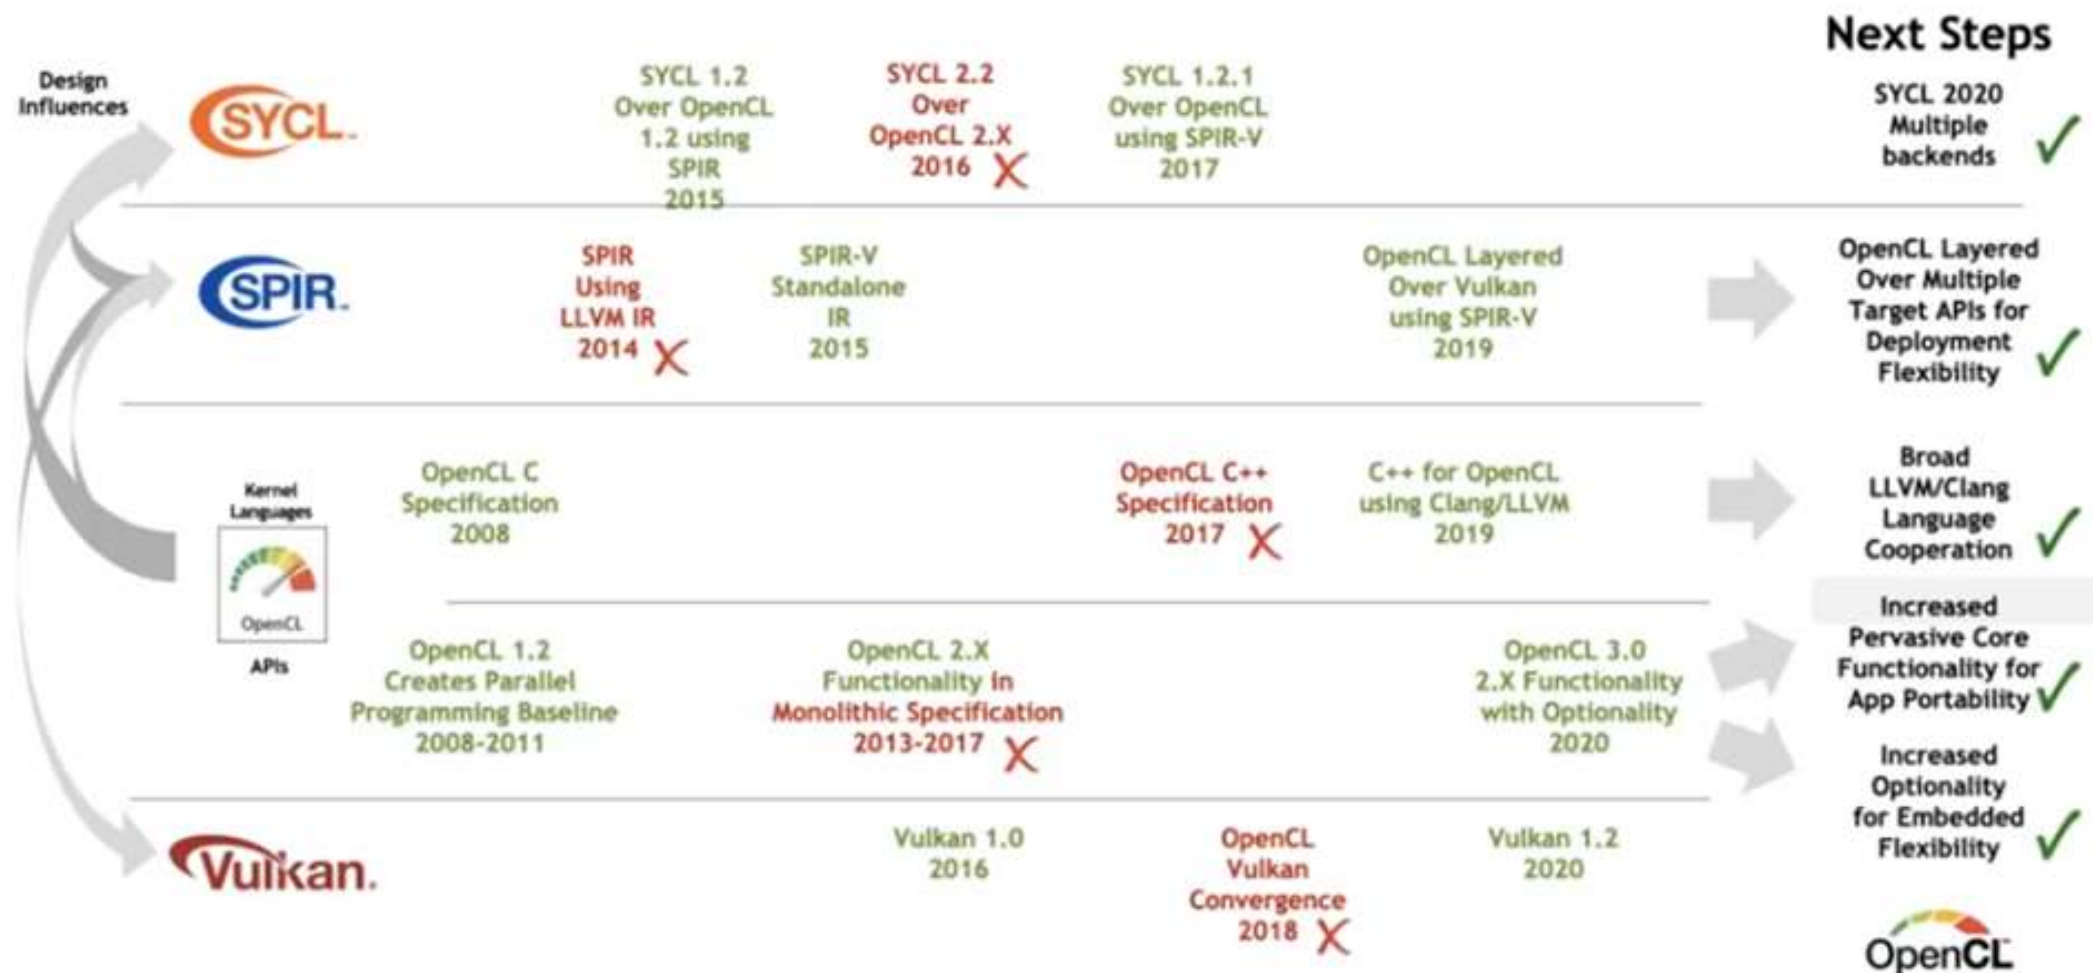 Next Steps
Design
Influences
SYCL™
SYCL 1.2
Over OpenCL
1.2 using
SPIR
2015
SYCL 2.2
Over
OpenCL 2.X
2016
SYCL 1.2.1
Over OpenCL
using SPIR-V
2017
SYCL 2020
Multiple
backends
SPIR™
SPIR
Using
LLVM IR
2014
SPIR-V
Standalone
IR
2015
OpenCL Layered
Over Vulkan
using SPIR-V
2019
OpenCL Layered
Over Multiple
Target APIs for
Deployment
Flexibility
Kernel
Languages
OpenCL
APIs
OpenCL C
Specification
2008
OpenCL C++
Specification
2017
C++ for OpenCL
using Clang/LLVM
2019
Broad
LLVM/Clang
Language
Cooperation
OpenCL 1.2
Creates Parallel
Programming Baseline
2008-2011
OpenCL 2.X
Functionality in
Monolithic Specification
2013-2017
OpenCL 3.0
2.X Functionality
with Optionality
2020
Increased
Pervasive Core
Functionality for
App Portability
Increased
Optionality
for Embedded
Flexibility
Vulkan.
Vulkan 1.0
2016
OpenCL
Vulkan
Convergence
2018
Vulkan 1.2
2020
OpenCL™